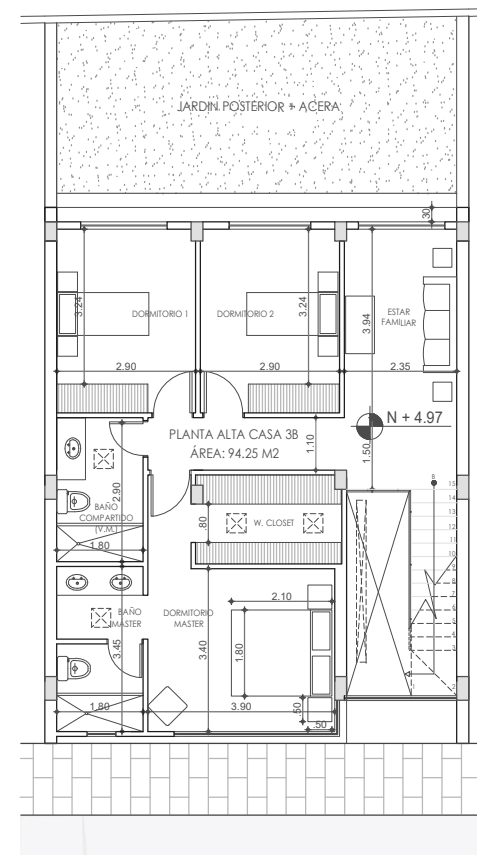 JARDIN POSTERIOR + ACERA
.30
3.24
DORMITORIO 1
DORMITORIO 2
3.24
3.94
ESTAR
FAMILIAR
2.90
2.90
2.35
N + 4.97
PLANTA ALTA CASA 3B
ÁREA: 94.25 M2
1.10
1.50
2.90
BAÑO
COMPARTIDO
(V.M.)
1.80
.80
W. CLOSET
B
15
14
13
12
11
10
9
8
7
6
5
4
3
2
1
BAÑO
MASTER
DORMITORIO
MASTER
2.10
3.45
3.40
1.80
1.80
3.90
.50
.50